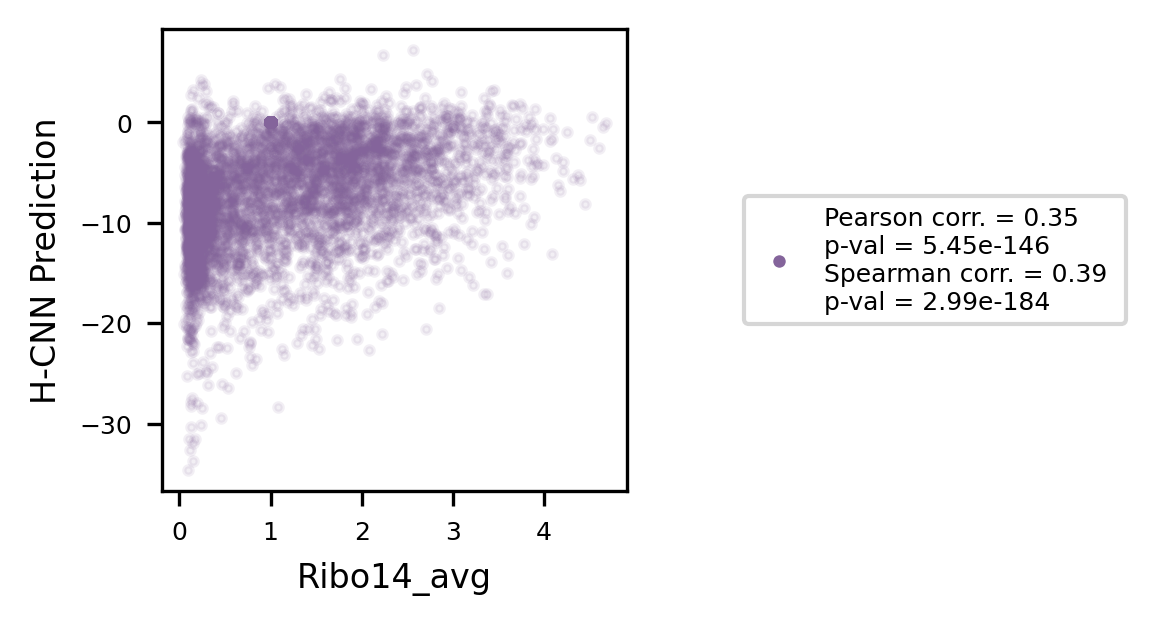 H-CNN Prediction
0
−10
−20
−30
0 1 2 3 4
Ribo14_avg
Pearson corr. = 0.35
p-val = 5.45e-146
Spearman corr. = 0.39
p-val = 2.99e-184